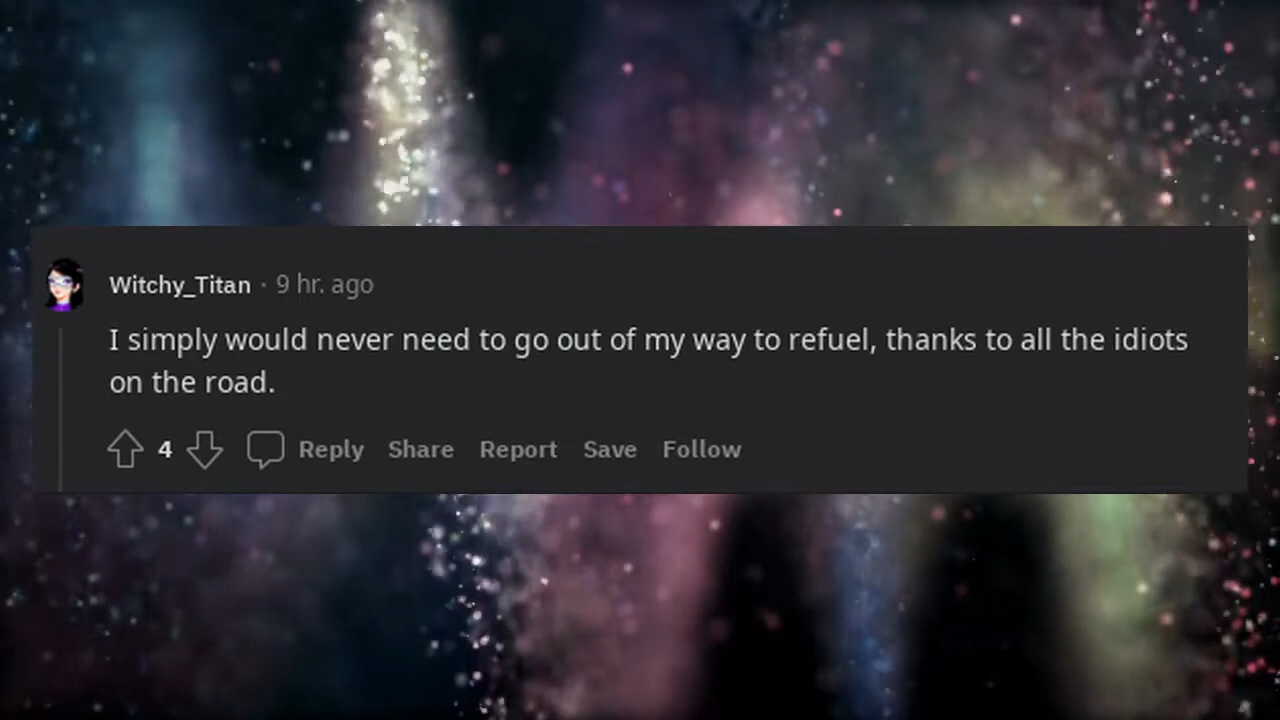 Witchy_Titan · 9 hr. ago
I simply would never need to go out of my way to refuel, thanks to all the idiots
on the road.
4 Reply Share Report Save Follow